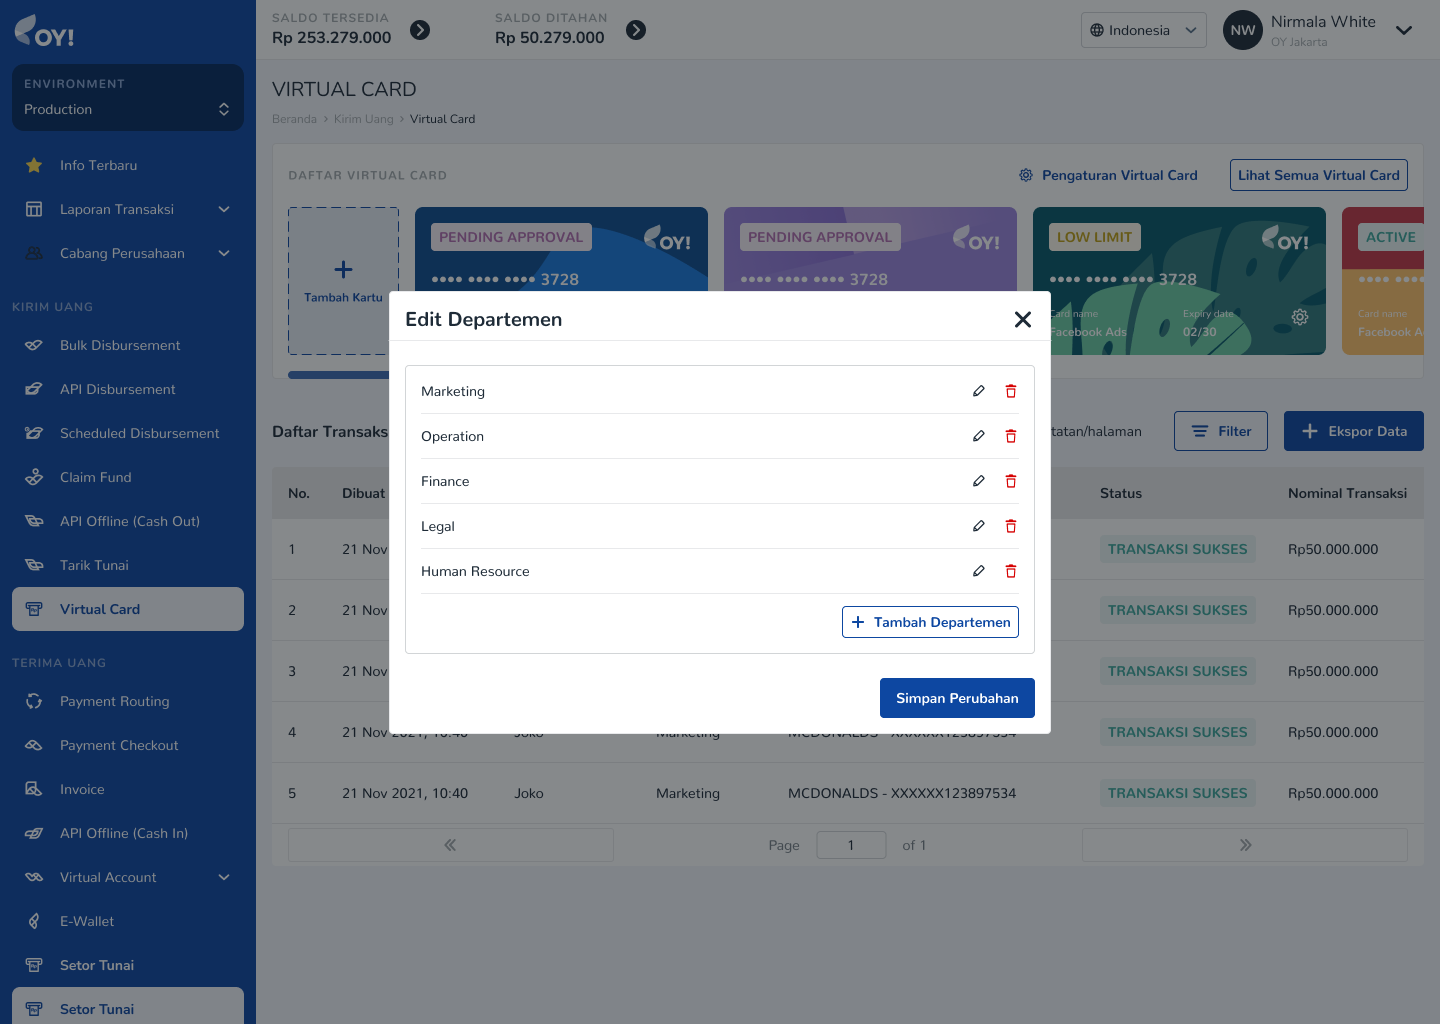 OY!
SALDO TERSEDIA
Rp 253.279.000
SALDO DITAHAN
Rp 50.279.000
Indonesia
NW
Nirmala White
OY Jakarta
ENVIRONMENT
Production
Info Terbaru
Laporan Transaksi
Cabang Perusahaan
KIRIM UANG
Bulk Disbursement
API Disbursement
Scheduled Disbursement
Claim Fund
API Offline (Cash Out)
Tarik Tunai
Virtual Card
TERIMA UANG
Payment Routing
Payment Checkout
Invoice
API Offline (Cash In)
Virtual Account
E-Wallet
Setor Tunai
Setor Tunai
VIRTUAL CARD
Beranda > Kirim Uang > Virtual Card
DAFTAR VIRTUAL CARD
Pengaturan Virtual Card
Lihat Semua Virtual Card
Tambah Kartu
PENDING APPROVAL
OY!
•••• •••• •••• 3728
PENDING APPROVAL
OY!
•••• •••• •••• 3728
LOW LIMIT
OY!
•••• •••• •••• 3728
Card name
Facebook Ads
Expiry date
02/30
ACTIVE
Card name
Facebook A
Edit Departemen
Marketing
Operation
Finance
Legal
Human Resource
Tambah Departemen
Simpan Perubahan
Daftar Transaks
tatan/halaman
Filter
Ekspor Data
No. Dibuat Status Nominal Transaksi
1 21 Nov TRANSAKSI SUKSES Rp50.000.000
2 21 Nov TRANSAKSI SUKSES Rp50.000.000
3 21 Nov TRANSAKSI SUKSES Rp50.000.000
4 21 Nov 2021, 10:40 Joko Marketing MCDONALDS - XXXXXX123897534 TRANSAKSI SUKSES Rp50.000.000
5 21 Nov 2021, 10:40 Joko Marketing MCDONALDS - XXXXXX123897534 TRANSAKSI SUKSES Rp50.000.000
Page 1 of 1